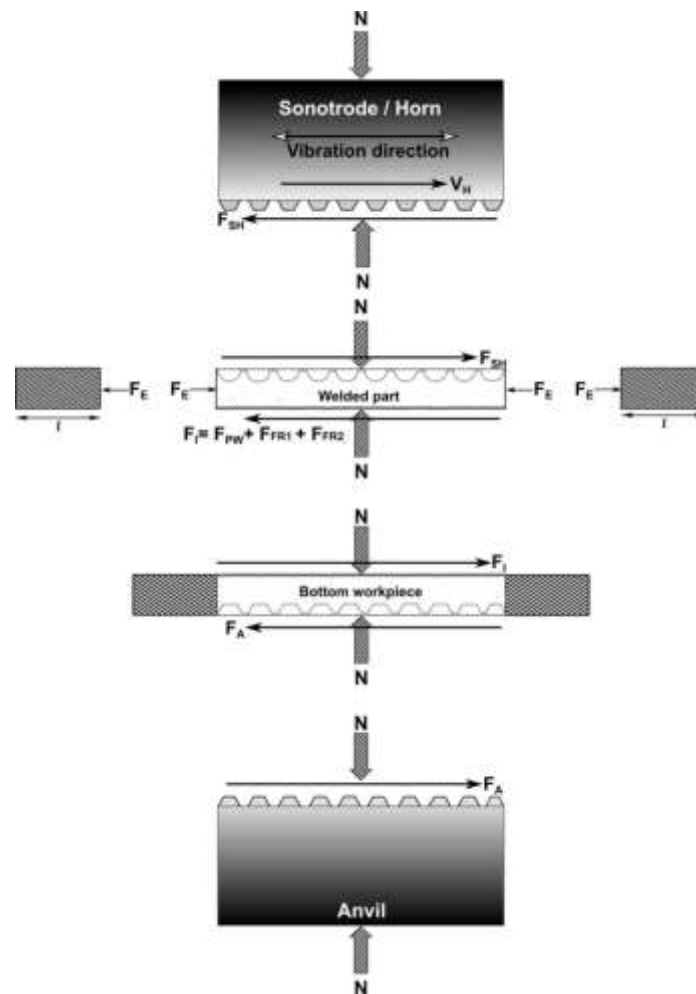 N
Sonotrode / Horn
Vibration direction
V_H
F_SH
N
N
F_SH
F_E F_E Welded part F_E F_E
l l
F_I= F_PW+ F_FR1 + F_FR2
N
N
F_I
Bottom workpiece
F_A
N
N
F_A
Anvil
N